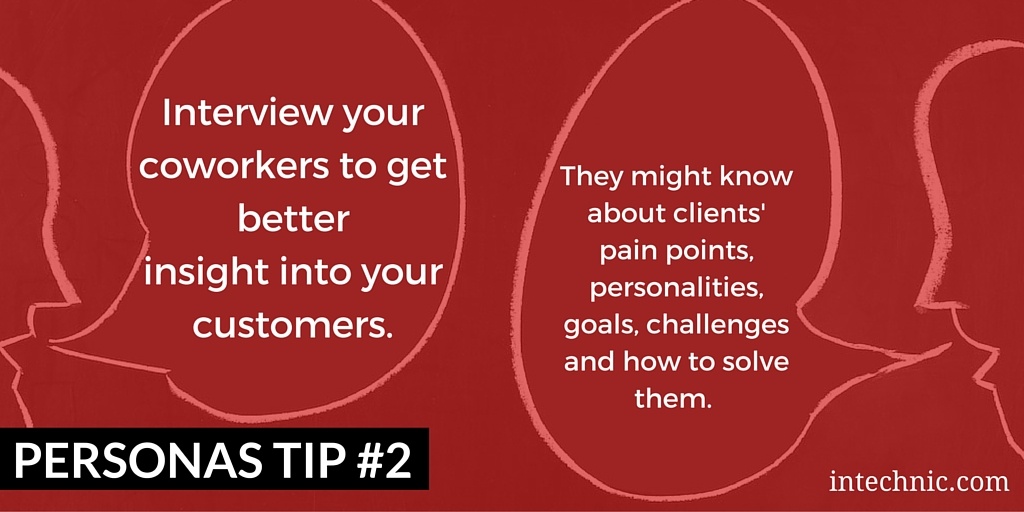 Interview your
coworkers to get
better
insight into your
customers.
They might know
about clients'
pain points,
personalities,
goals, challenges
and how to solve
them.
PERSONAS TIP #2
intechnic.com